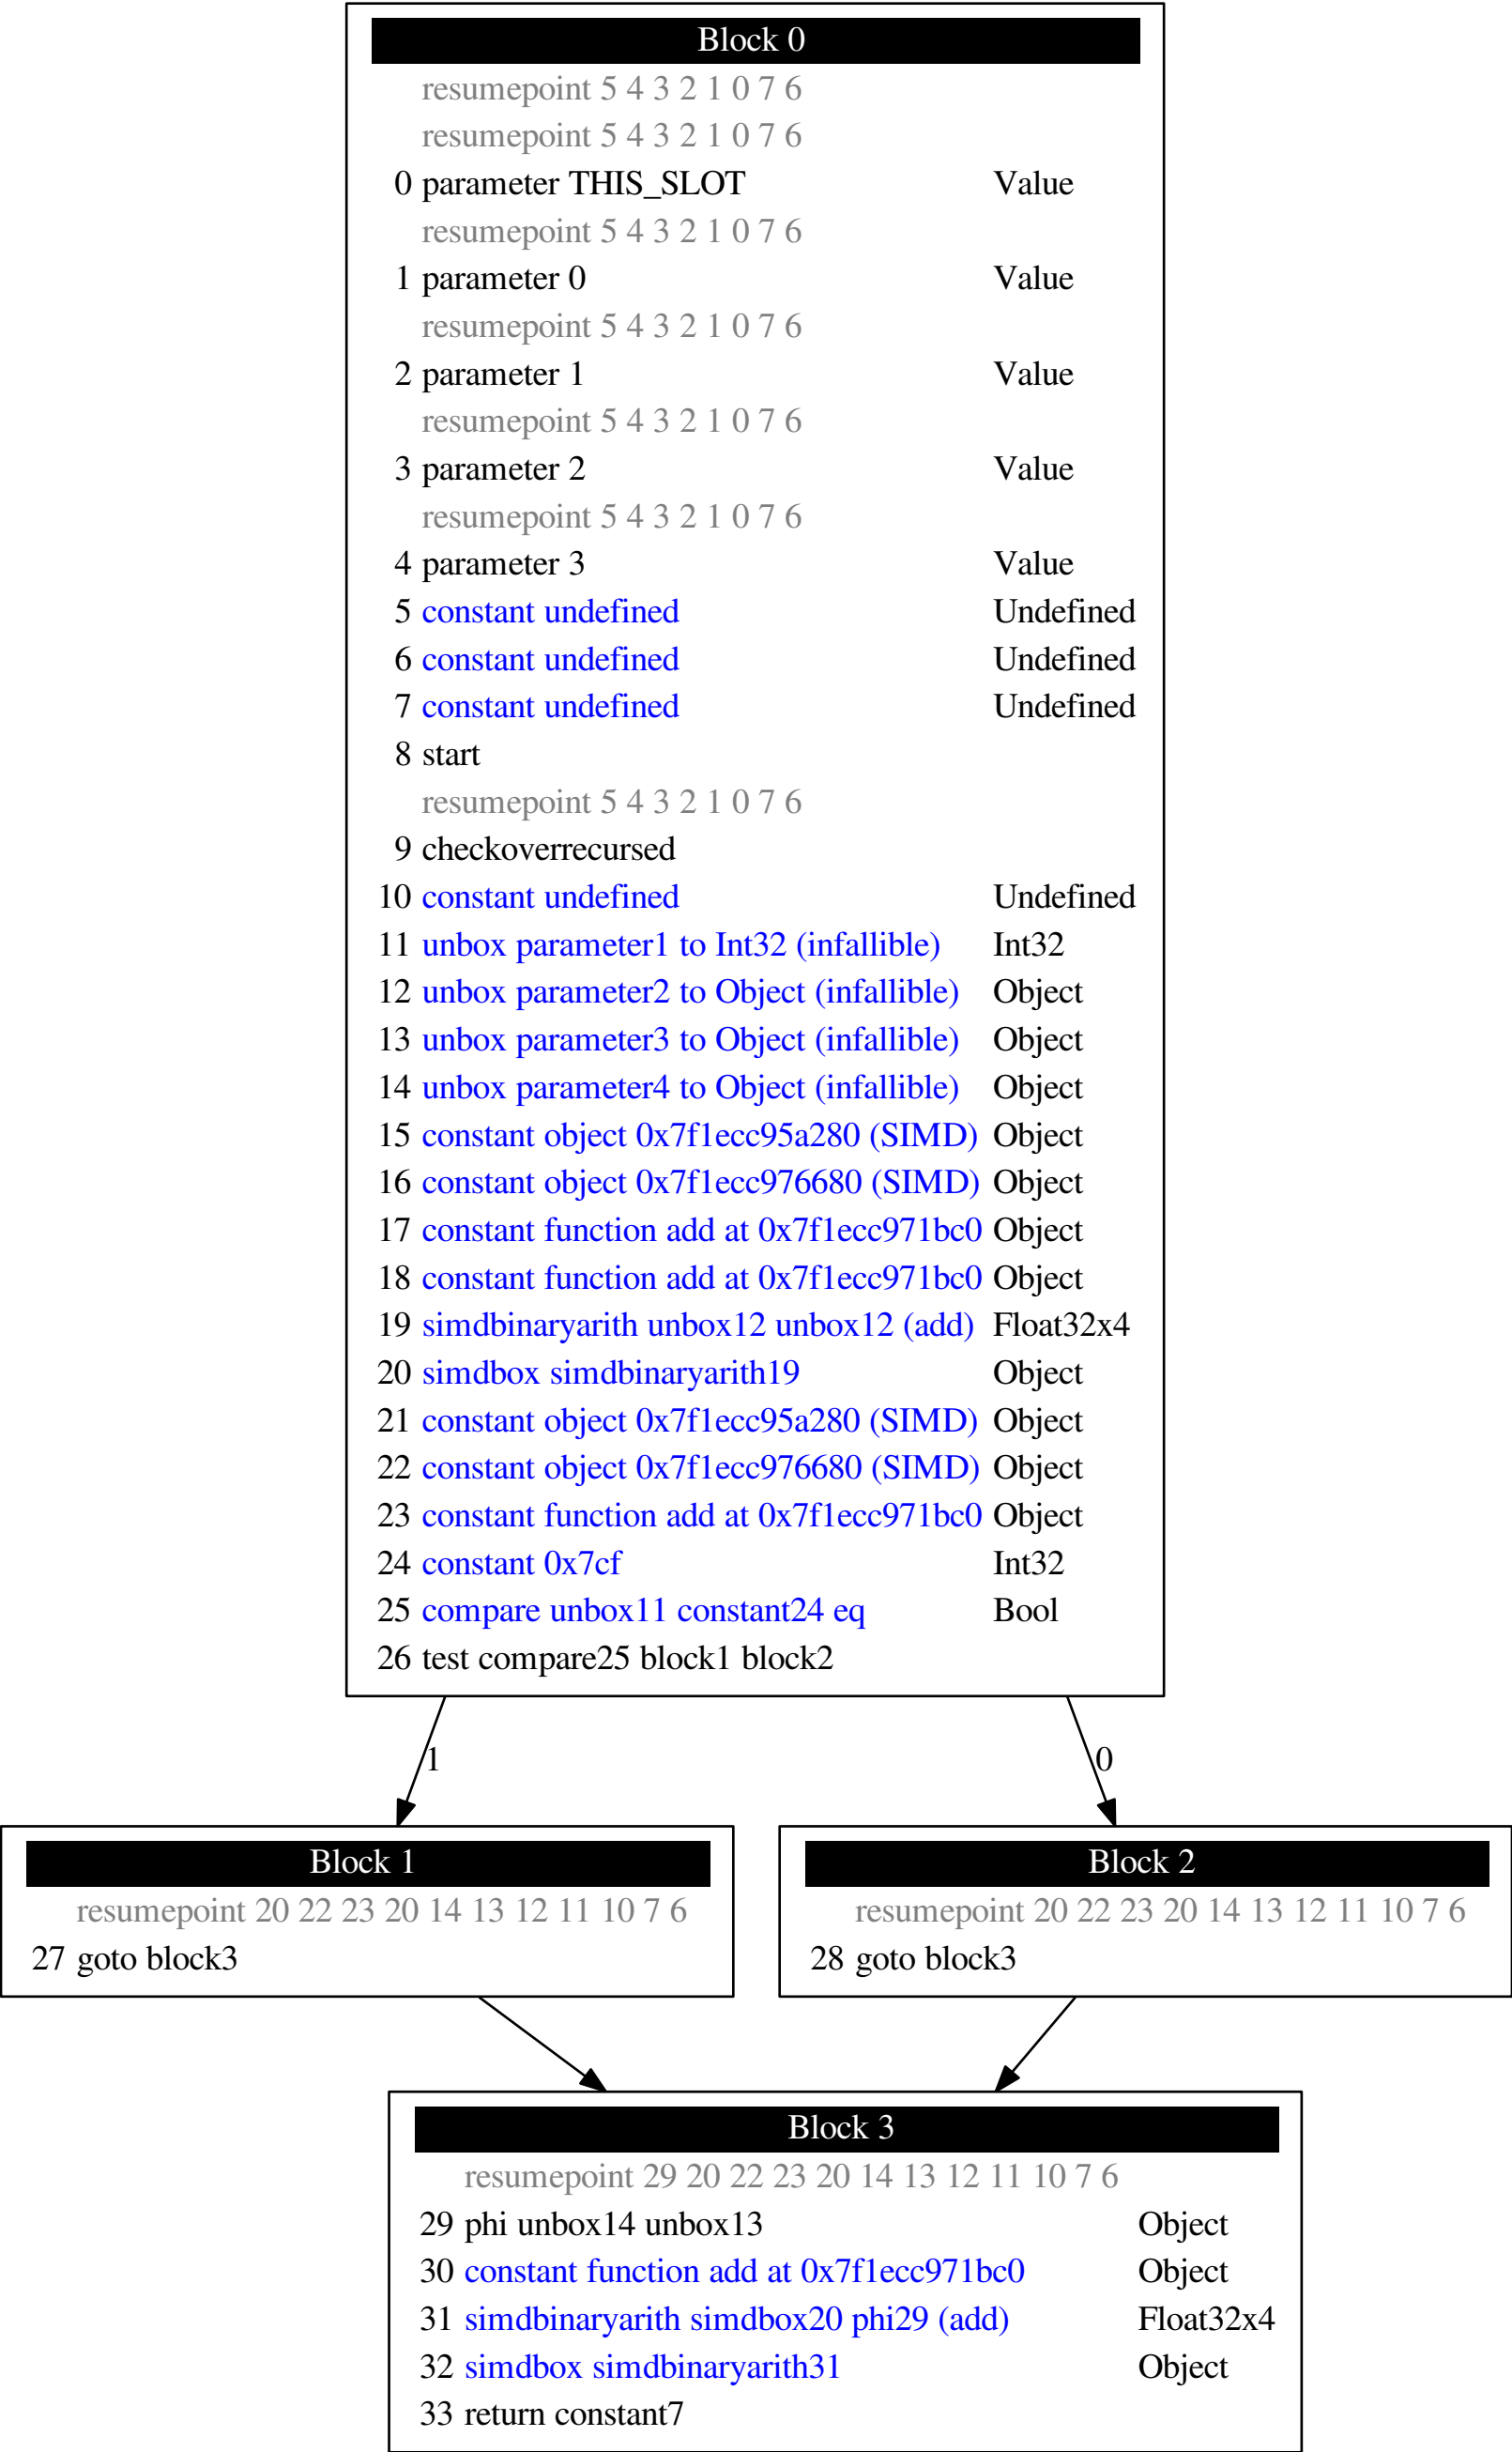 Block 0
resumepoint 5 4 3 2 1 0 7 6
resumepoint 5 4 3 2 1 0 7 6
0 parameter THIS_SLOT Value
resumepoint 5 4 3 2 1 0 7 6
1 parameter 0 Value
resumepoint 5 4 3 2 1 0 7 6
2 parameter 1 Value
resumepoint 5 4 3 2 1 0 7 6
3 parameter 2 Value
resumepoint 5 4 3 2 1 0 7 6
4 parameter 3 Value
5 constant undefined Undefined
6 constant undefined Undefined
7 constant undefined Undefined
8 start
resumepoint 5 4 3 2 1 0 7 6
9 checkoverrecursed
10 constant undefined Undefined
11 unbox parameter1 to Int32 (infallible) Int32
12 unbox parameter2 to Object (infallible) Object
13 unbox parameter3 to Object (infallible) Object
14 unbox parameter4 to Object (infallible) Object
15 constant object 0x7f1ecc95a280 (SIMD) Object
16 constant object 0x7f1ecc976680 (SIMD) Object
17 constant function add at 0x7f1ecc971bc0 Object
18 constant function add at 0x7f1ecc971bc0 Object
19 simdbinaryarith unbox12 unbox12 (add) Float32x4
20 simdbox simdbinaryarith19 Object
21 constant object 0x7f1ecc95a280 (SIMD) Object
22 constant object 0x7f1ecc976680 (SIMD) Object
23 constant function add at 0x7f1ecc971bc0 Object
24 constant 0x7cf Int32
25 compare unbox11 constant24 eq Bool
26 test compare25 block1 block2
1
0
Block 1
resumepoint 20 22 23 20 14 13 12 11 10 7 6
27 goto block3
Block 2
resumepoint 20 22 23 20 14 13 12 11 10 7 6
28 goto block3
Block 3
resumepoint 29 20 22 23 20 14 13 12 11 10 7 6
29 phi unbox14 unbox13 Object
30 constant function add at 0x7f1ecc971bc0 Object
31 simdbinaryarith simdbox20 phi29 (add) Float32x4
32 simdbox simdbinaryarith31 Object
33 return constant7